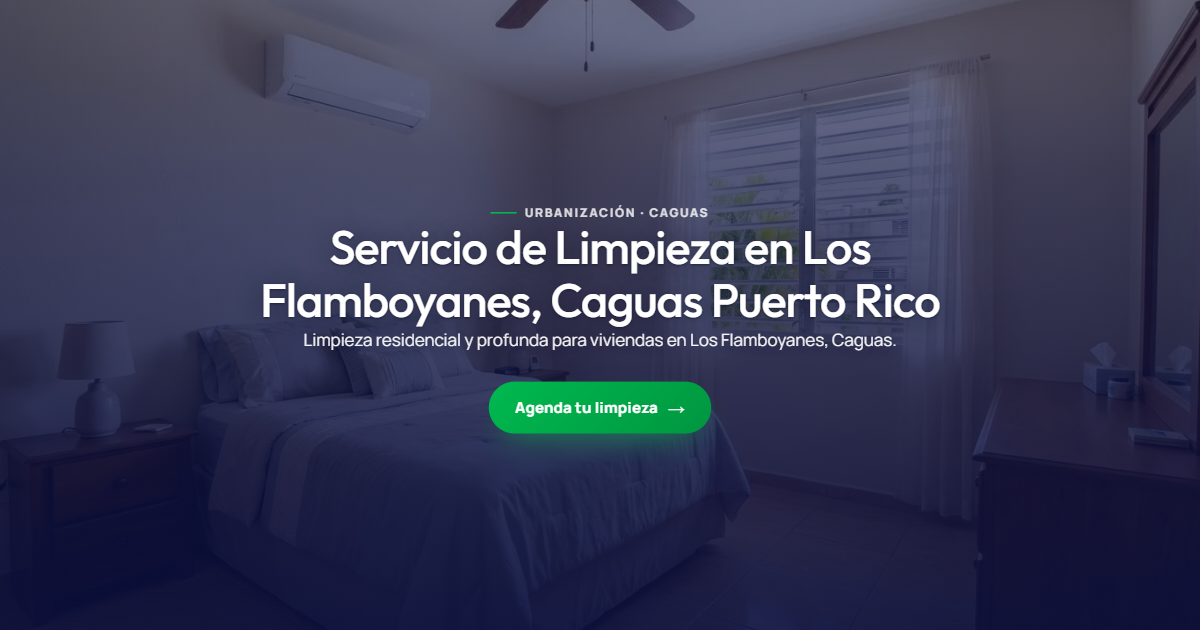 URBANIZACIÓN · CAGUAS
Servicio de Limpieza en Los
Flamboyanes, Caguas Puerto Rico
Limpieza residencial y profunda para viviendas en Los Flamboyanes, Caguas.
Agenda tu limpieza →